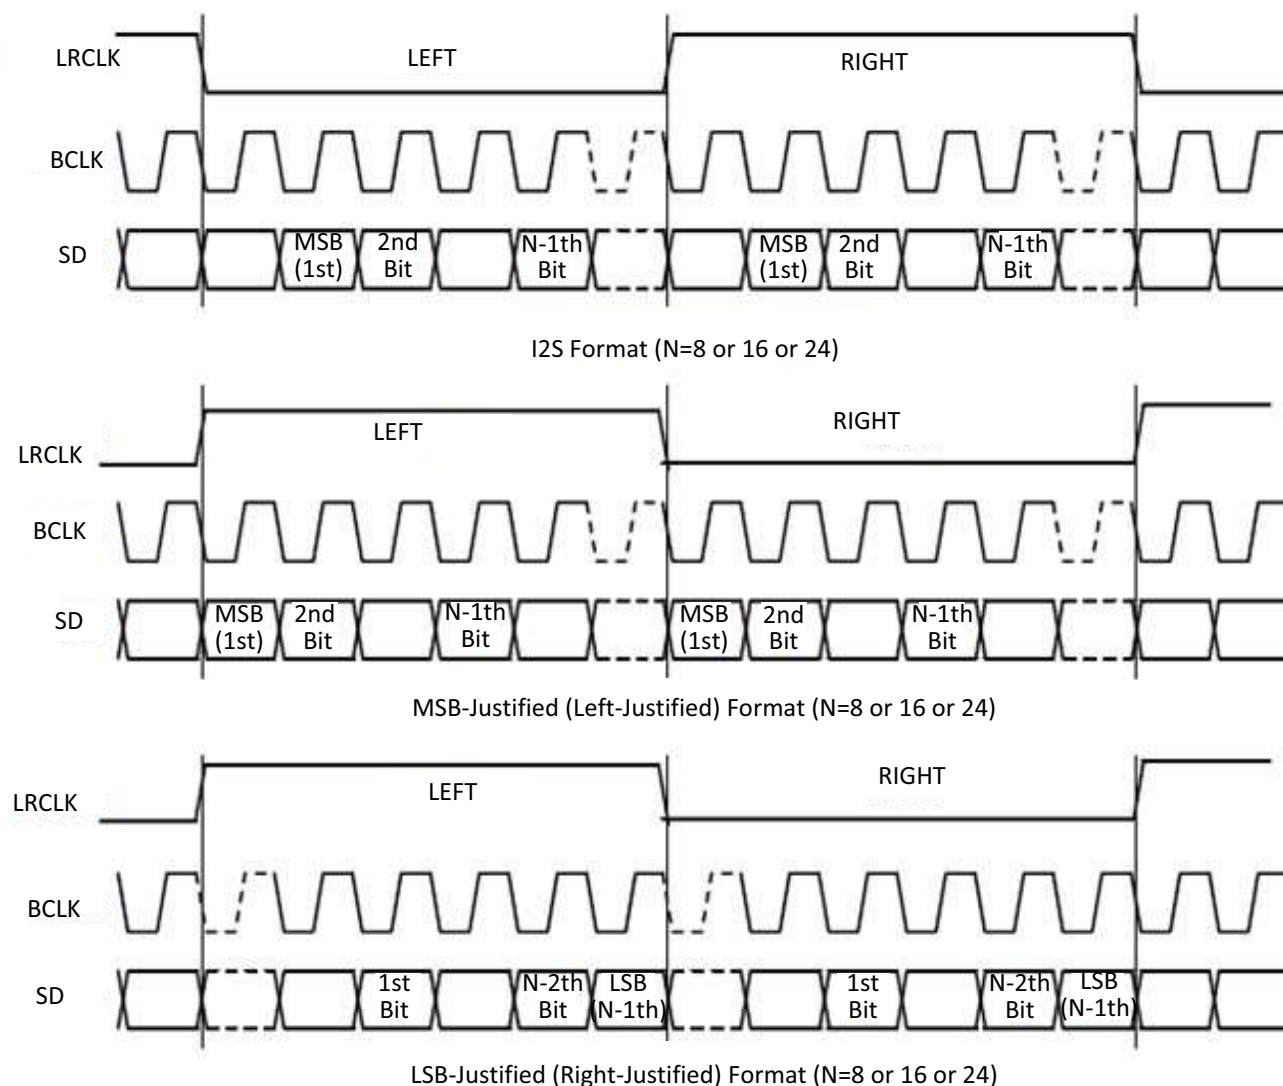 LRCLK
LEFT
RIGHT
BCLK
SD
MSB
(1st)
2nd
Bit
N-1th
Bit
MSB
(1st)
2nd
Bit
N-1th
Bit
I2S Format (N=8 or 16 or 24)
LRCLK
LEFT
RIGHT
BCLK
SD
MSB
(1st)
2nd
Bit
N-1th
Bit
MSB
(1st)
2nd
Bit
N-1th
Bit
MSB-Justified (Left-Justified) Format (N=8 or 16 or 24)
LRCLK
LEFT
RIGHT
BCLK
SD
1st
Bit
N-2th
Bit
LSB
(N-1th)
1st
Bit
N-2th
Bit
LSB
(N-1th)
LSB-Justified (Right-Justified) Format (N=8 or 16 or 24)